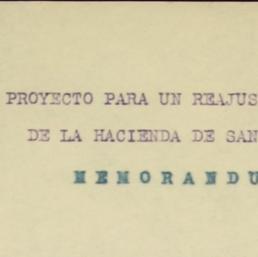 PROYECTO PARA UN REAJUS
DE LA HACIENDA DE SAN
MEMORANDU